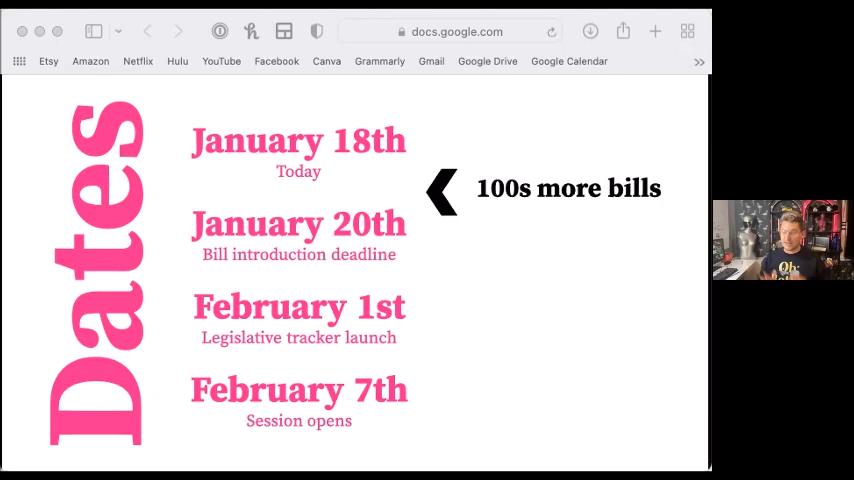 docs.google.com
Etsy Amazon Netflix Hulu YouTube Facebook Canva Grammarly Gmail Google Drive Google Calendar
Dates
January 18th
Today
100s more bills
January 20th
Bill introduction deadline
February 1st
Legislative tracker launch
February 7th
Session opens
Oh,